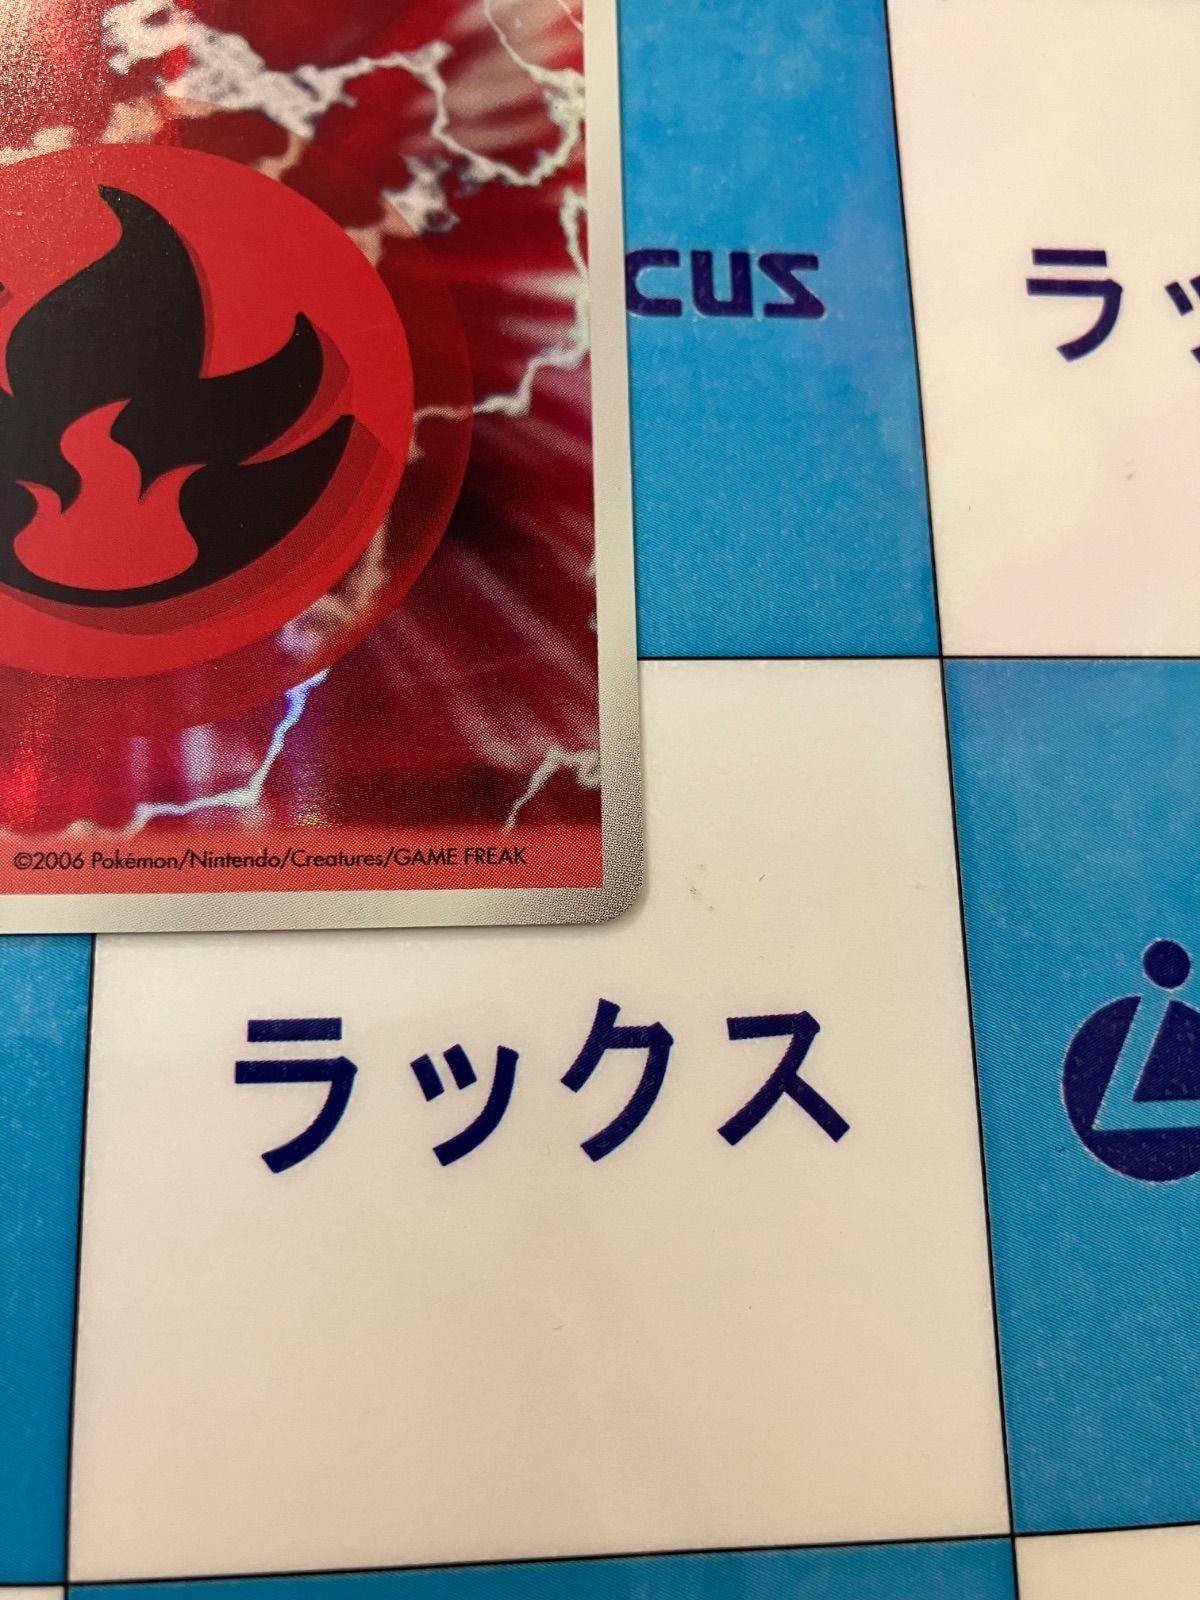 cus
ラッ
©2006 Pokémon/Nintendo/Creatures/GAME FREAK
ラックス